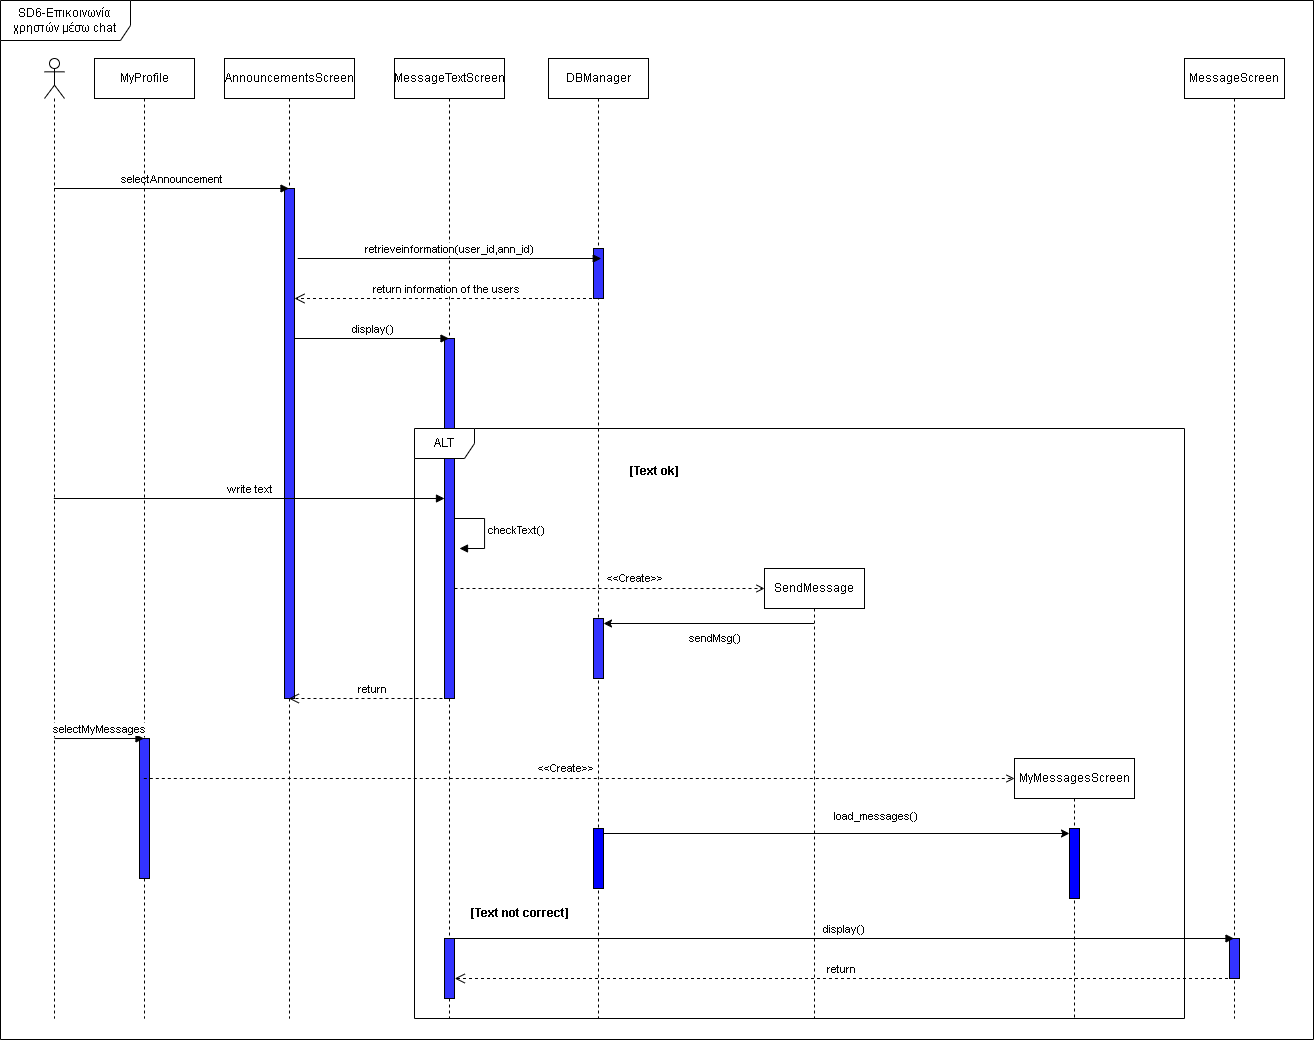 SD6-Επικοινωνία
χρηστών μέσω chat
MyProfile
AnnouncementsScreen
MessageTextScreen
DBManager
MessageScreen
selectAnnouncement
retrieveinformation(user_id,ann_id)
return information of the users
display()
ALT
[Text ok]
write text
checkText()
<<Create>>
SendMessage
sendMsg()
return
selectMyMessages
<<Create>>
MyMessagesScreen
load_messages()
[Text not correct]
display()
return